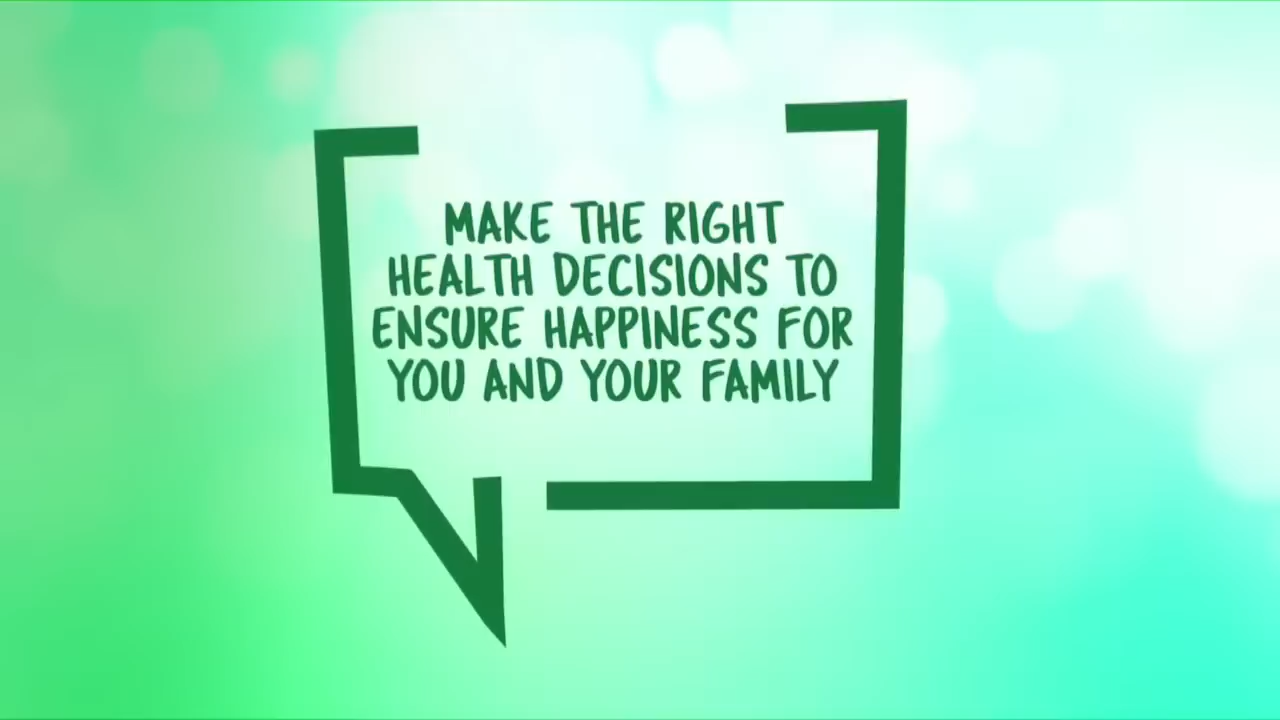 MAKE THE RIGHT
HEALTH DECISIONS TO
ENSURE HAPPINESS FOR
YOU AND YOUR FAMILY